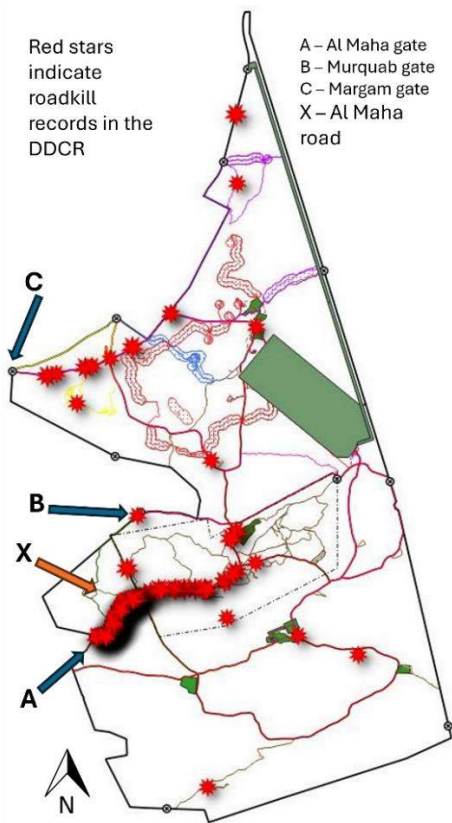 Red stars
indicate
roadkill
records in the
DDCR
A – Al Maha gate
B – Murquab gate
C – Margam gate
X – Al Maha
road
C
B
X
A
N